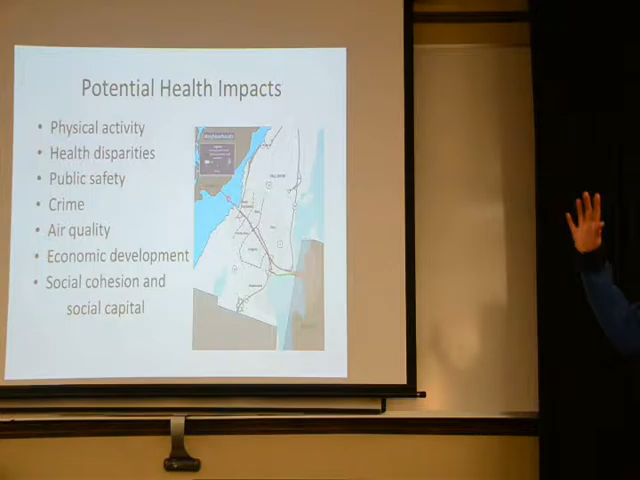 Potential Health Impacts
• Physical activity
• Health disparities
• Public safety
• Crime
• Air quality
• Economic development
• Social cohesion and
social capital